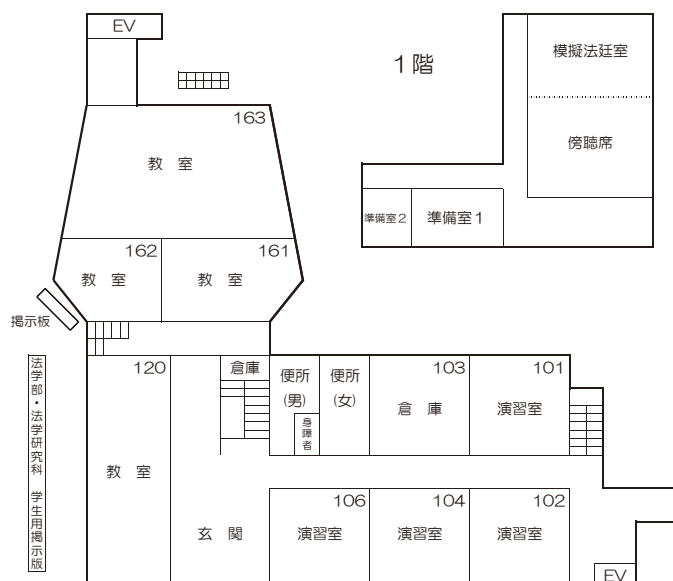 EV
1階
模擬法廷室
傍聴席
準備室2
準備室1
163
教 室
162
教 室
161
教 室
掲示板
法学部・法学研究科 学生用掲示版
120
教 室
倉庫
便所
(男)
身障者
便所
(女)
103
倉 庫
101
演習室
玄 関
106
演習室
104
演習室
102
演習室
EV